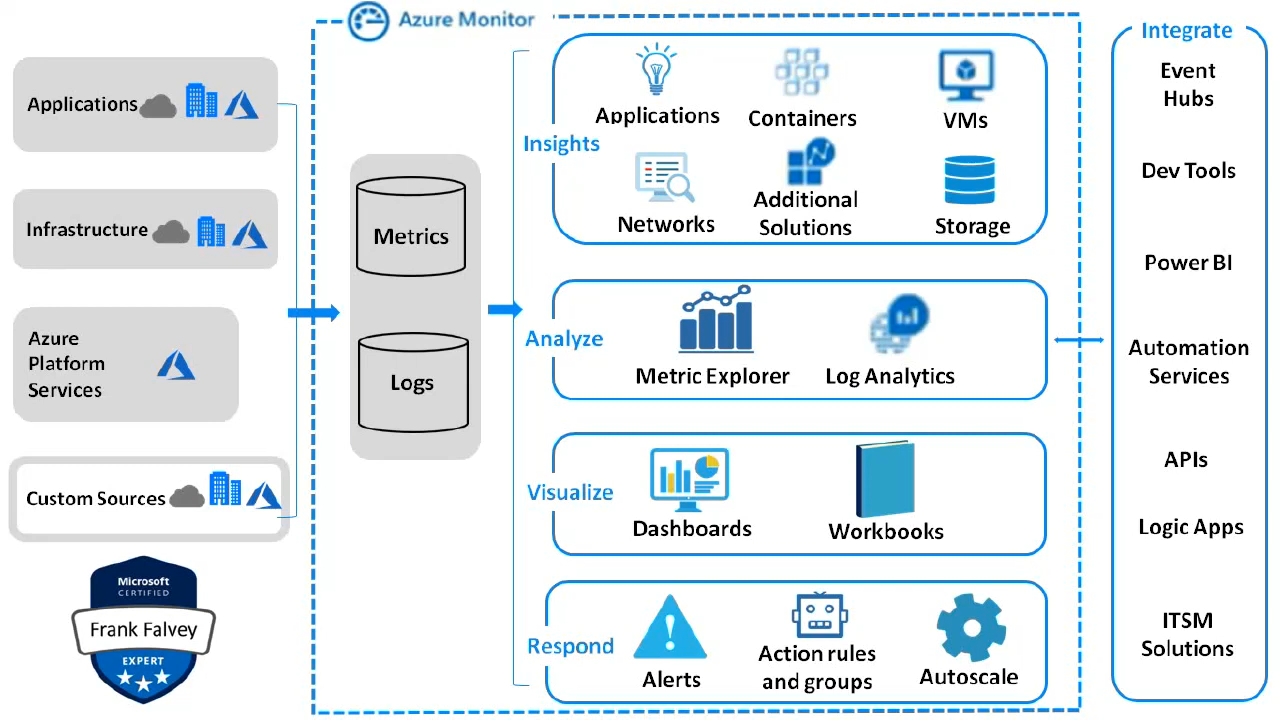 Azure Monitor
Applications
Infrastructure
Azure
Platform
Services
Custom Sources
Microsoft
CERTIFIED
Frank Falvey
EXPERT
Metrics
Logs
Insights
Applications
Containers
VMs
Networks
Additional
Solutions
Storage
Analyze
Metric Explorer
Log Analytics
Visualize
Dashboards
Workbooks
Respond
Alerts
Action rules
and groups
Autoscale
Integrate
Event
Hubs
Dev Tools
Power BI
Automation
Services
APIs
Logic Apps
ITSM
Solutions